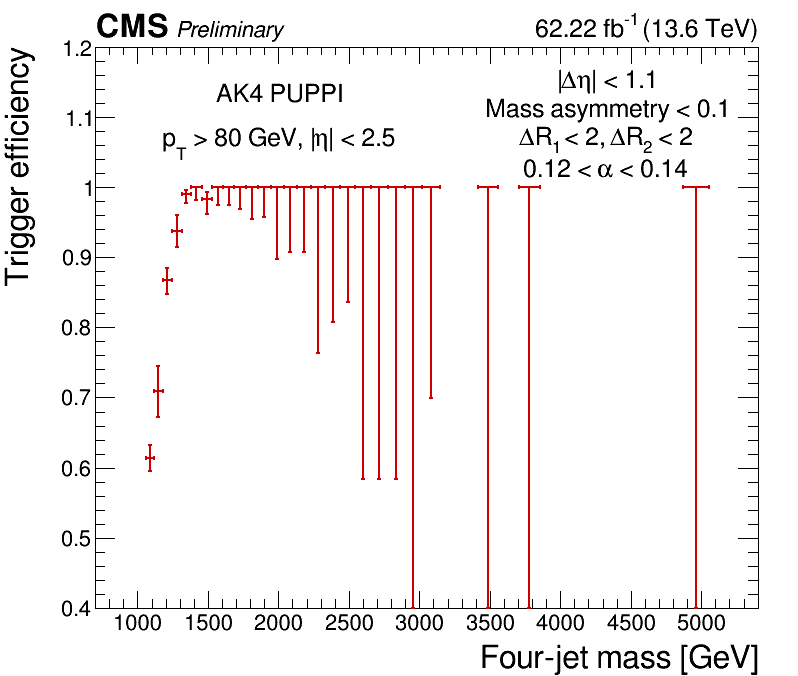 CMS Preliminary 62.22 fb⁻¹ (13.6 TeV)
Trigger efficiency
AK4 PUPPI
p_T > 80 GeV, |η| < 2.5
|Δη| < 1.1
Mass asymmetry < 0.1
ΔR₁ < 2, ΔR₂ < 2
0.12 < α < 0.14
1.2
1.1
1
0.9
0.8
0.7
0.6
0.5
0.4
1000 1500 2000 2500 3000 3500 4000 4500 5000
Four-jet mass [GeV]